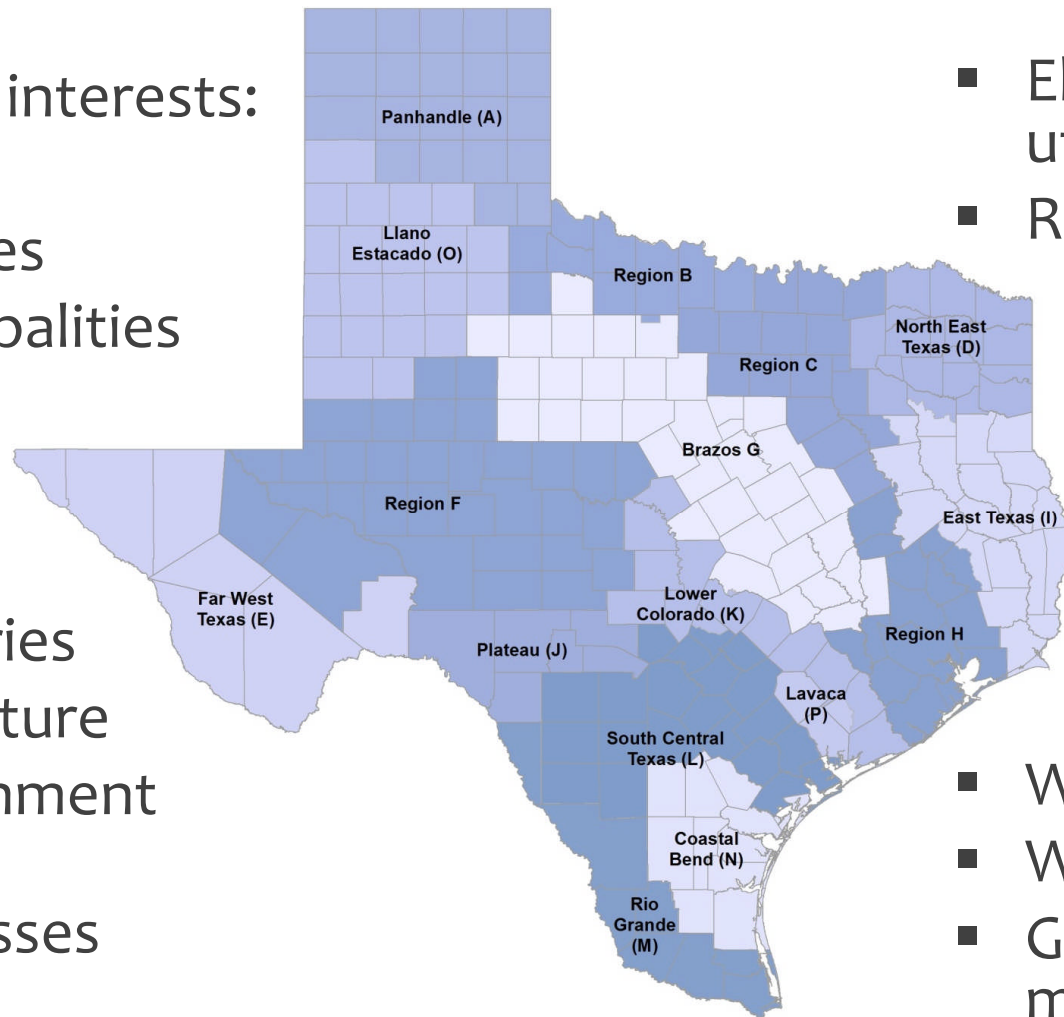 interests:
es
palities
ries
ture
nment
sses
Panhandle (A)
Llano
Estacado (O)
Region B
North East
Texas (D)
Region C
Brazos G
Region F
East Texas (I)
Far West
Texas (E)
Lower
Colorado (K)
Region H
Plateau (J)
Lavaca
(P)
South Central
Texas (L)
Coastal
Bend (N)
Rio
Grande
(M)
▪ El
ut
▪ R
▪ W
▪ W
▪ G
m